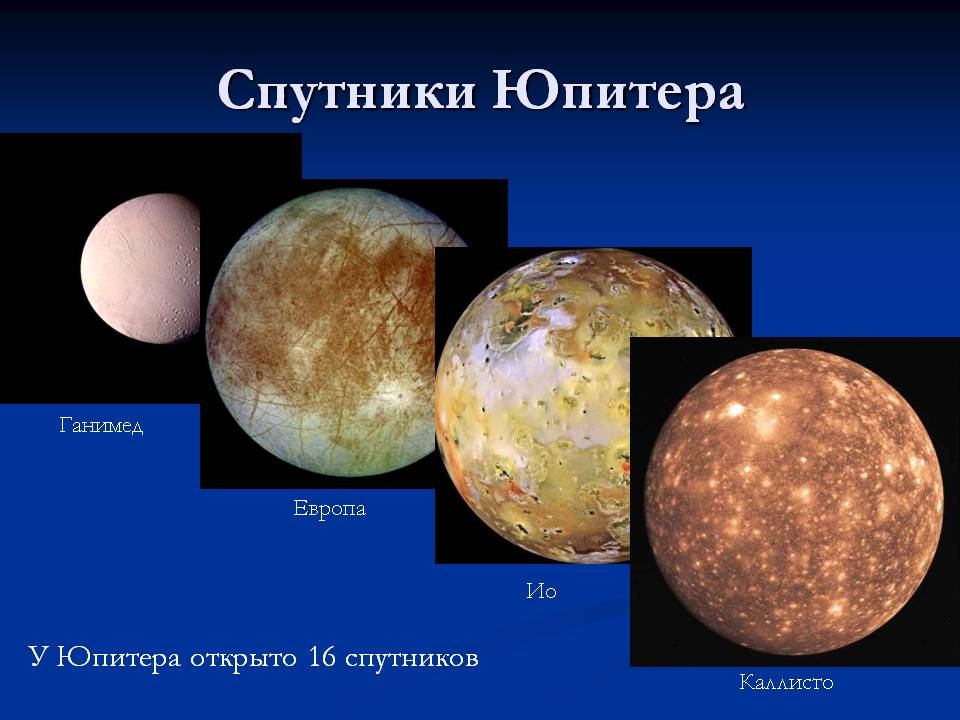 Спутники Юпитера
Ганимед
Европа
Ио
У Юпитера открыто 16 спутников
Каллисто